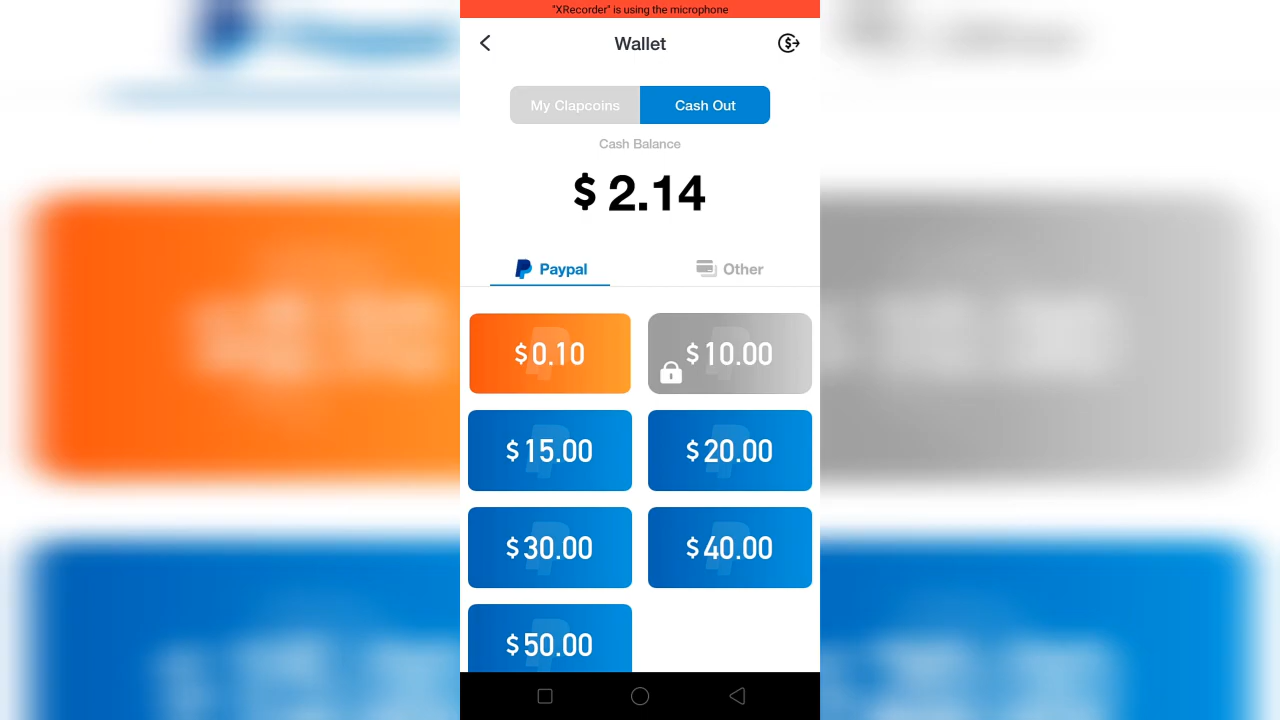 "XRecorder" is using the microphone
Wallet
My Clapcoins
Cash Out
Cash Balance
$ 2.14
Paypal
Other
$0.10
$10.00
$15.00
$20.00
$30.00
$40.00
$50.00